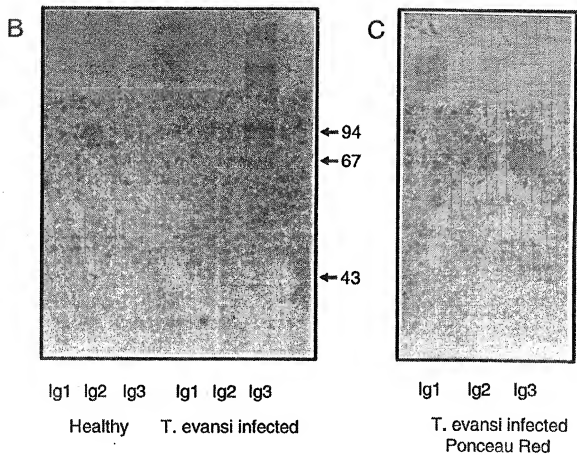 B
C
94
67
43
Ig1 Ig2 Ig3 Ig1 Ig2 Ig3
Healthy T. evansi infected
Ig1 Ig2 Ig3
T. evansi infected
Ponceau Red